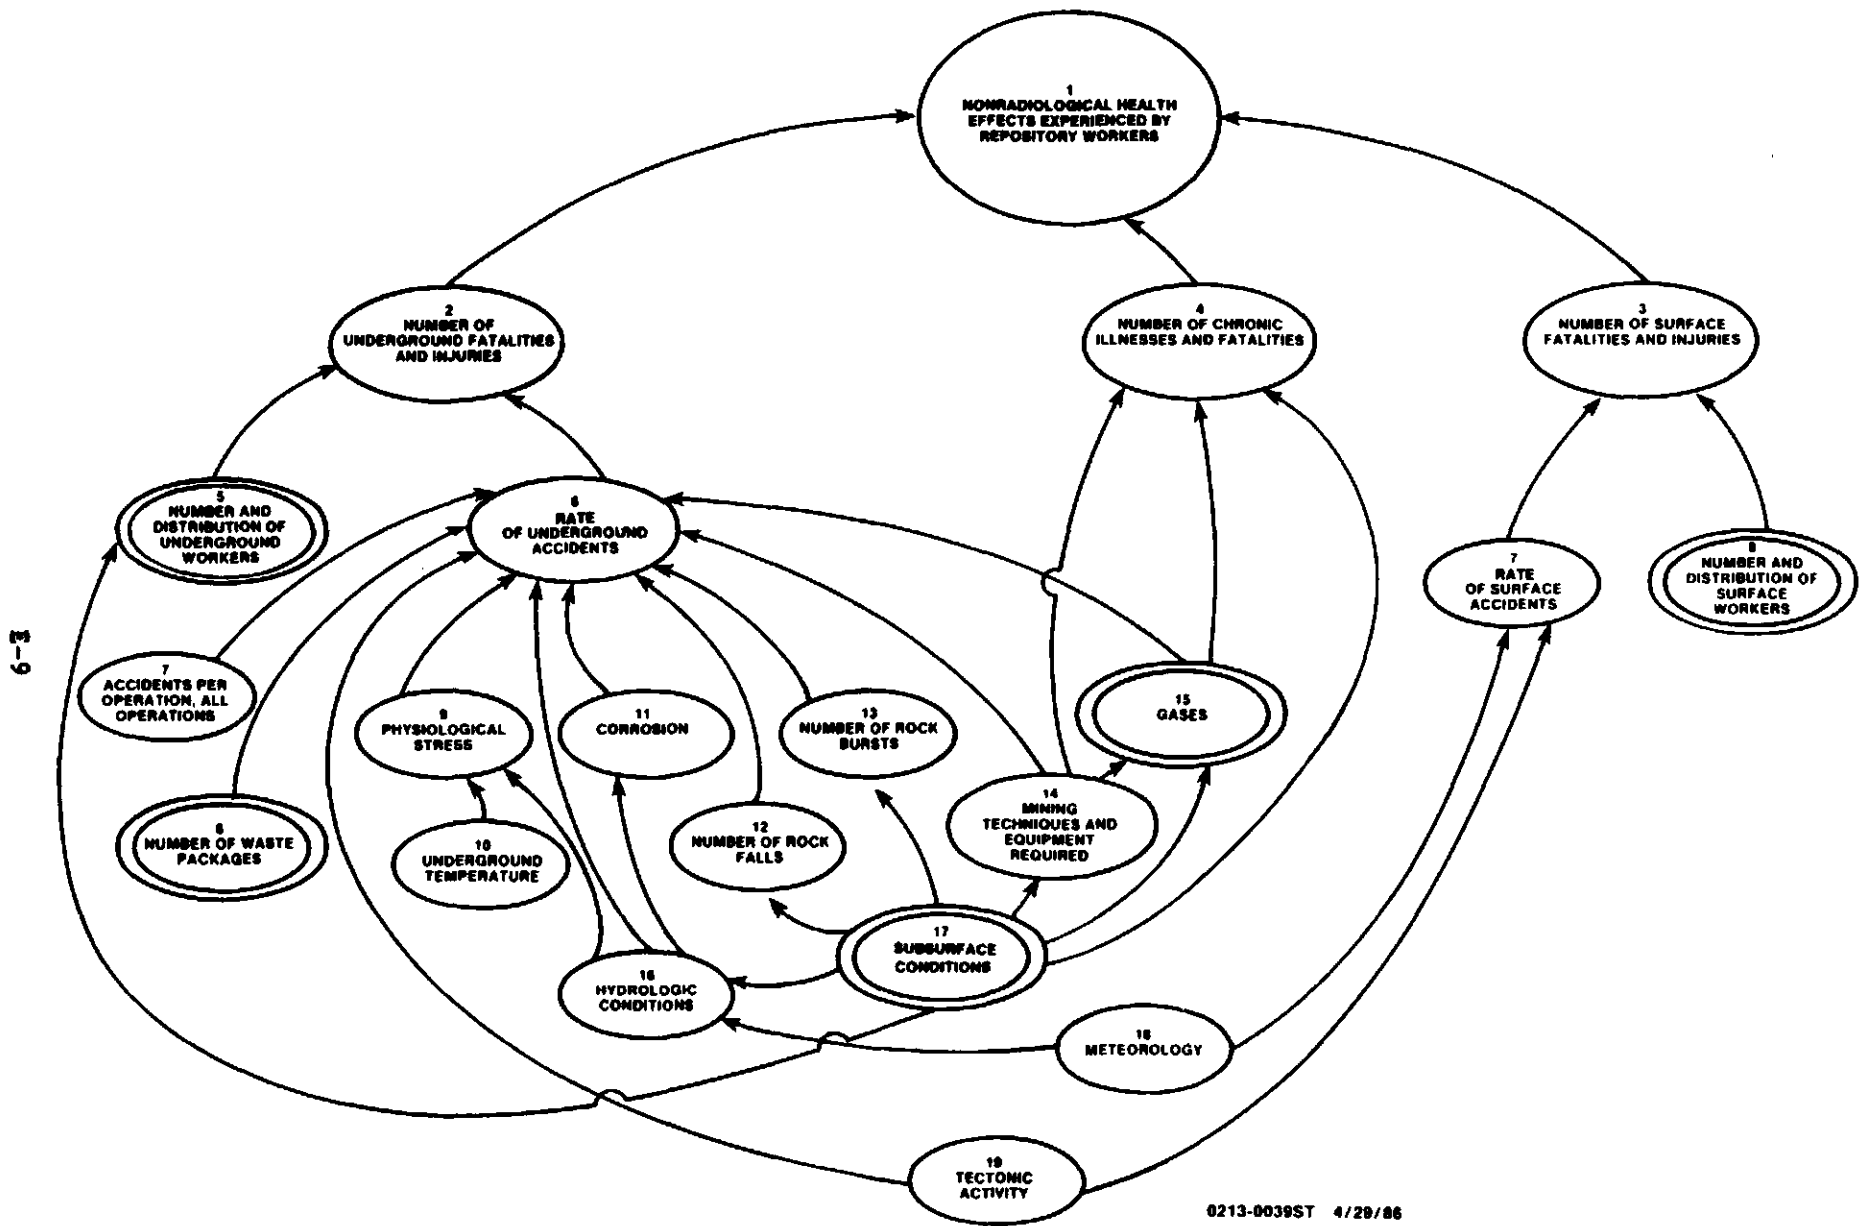 1
NONRADIOLOGICAL HEALTH
EFFECTS EXPERIENCED BY
REPOSITORY WORKERS
2
NUMBER OF
UNDERGROUND FATALITIES
AND INJURIES
4
NUMBER OF CHRONIC
ILLNESSES AND FATALITIES
3
NUMBER OF SURFACE
FATALITIES AND INJURIES
5
NUMBER AND
DISTRIBUTION OF
UNDERGROUND
WORKERS
6
RATE
OF UNDERGROUND
ACCIDENTS
7
RATE
OF SURFACE
ACCIDENTS
8
NUMBER AND
DISTRIBUTION OF
SURFACE
WORKERS
E-9
7
ACCIDENTS PER
OPERATION, ALL
OPERATIONS
9
PHYSIOLOGICAL
STRESS
11
CORROSION
13
NUMBER OF ROCK
BURSTS
15
GASES
NUMBER OF WASTE
PACKAGES
10
UNDERGROUND
TEMPERATURE
12
NUMBER OF ROCK
FALLS
14
MINING
TECHNIQUES AND
EQUIPMENT
REQUIRED
17
SUBSURFACE
CONDITIONS
16
HYDROLOGIC
CONDITIONS
18
METEOROLOGY
19
TECTONIC
ACTIVITY
0213-0039ST 4/29/86